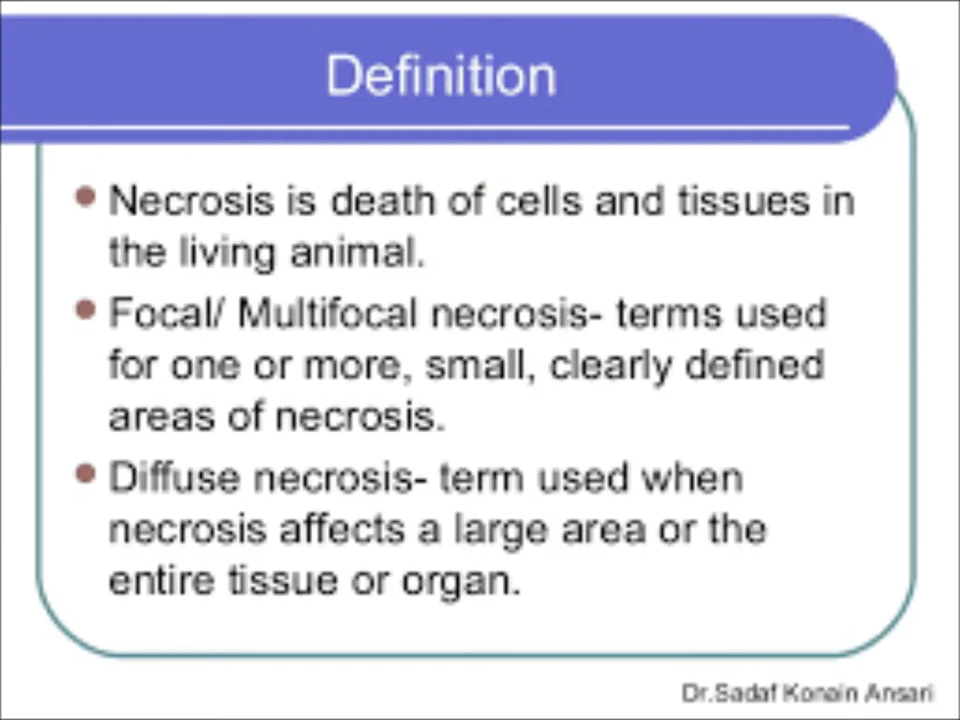 Definition
Necrosis is death of cells and tissues in
the living animal.
Focal/ Multifocal necrosis- terms used
for one or more, small, clearly defined
areas of necrosis.
Diffuse necrosis- term used when
necrosis affects a large area or the
entire tissue or organ.
Dr.Sadaf Konain Ansari